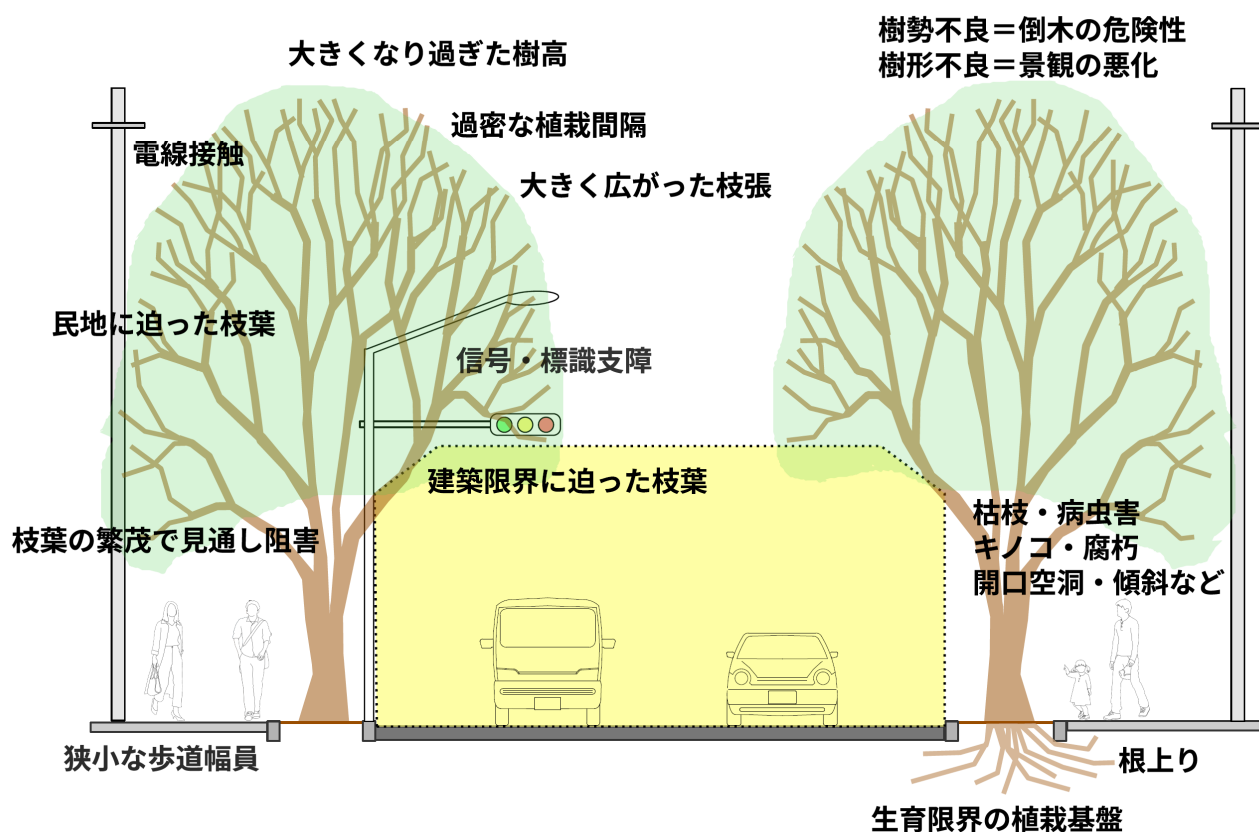 樹勢不良＝倒木の危険性
樹形不良＝景観の悪化
大きくなり過ぎた樹高
過密な植栽間隔
電線接触
大きく広がった枝張
民地に迫った枝葉
信号・標識支障
建築限界に迫った枝葉
枝葉の繁茂で見通し阻害
枯枝・病虫害
キノコ・腐朽
開口空洞・傾斜など
狭小な歩道幅員
根上り
生育限界の植栽基盤